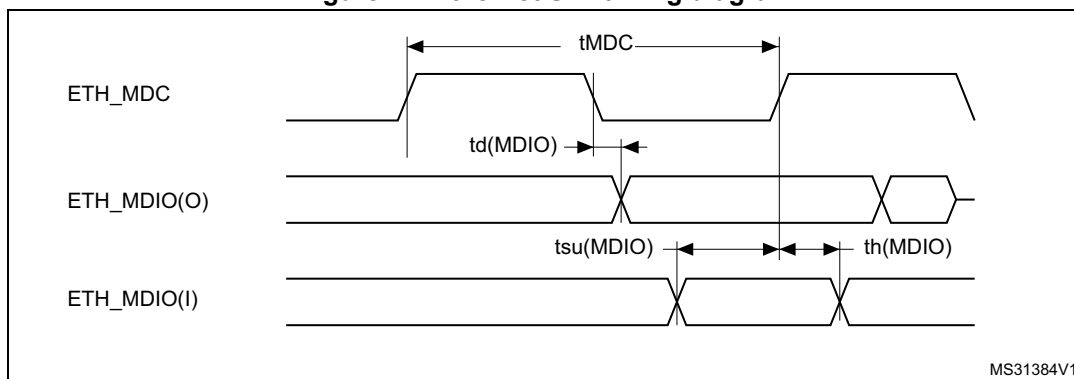 tMDC
ETH_MDC
td(MDIO)
ETH_MDIO(O)
tsu(MDIO) th(MDIO)
ETH_MDIO(I)
MS31384V1